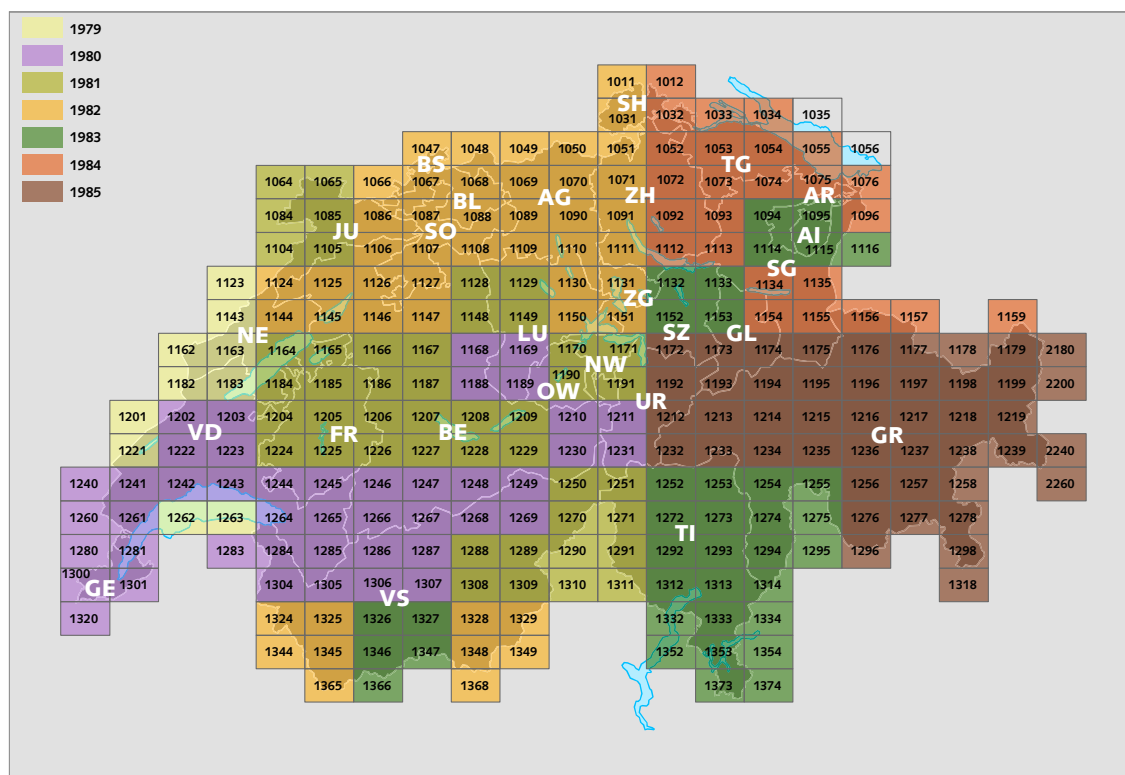 1979
1980
1981
1982
1983
1984
1985
1011 1012
SH
1031 1032 1033 1034 1035
1047 1048 1049 1050 1051 1052 1053 1054 1055 1056
BS TG
1064 1065 1066 1067 1068 1069 1070 1071 1072 1073 1074 1075 1076
BL AG ZH AR
1084 1085 1086 1087 1088 1089 1090 1091 1092 1093 1094 1095 1096
JU SO AI
1104 1105 1106 1107 1108 1109 1110 1111 1112 1113 1114 1115 1116
SG
1123 1124 1125 1126 1127 1128 1129 1130 1131 1132 1133 1134 1135
ZG
1143 1144 1145 1146 1147 1148 1149 1150 1151 1152 1153 1154 1155 1156 1157 1159
NE LU SZ GL
1162 1163 1164 1165 1166 1167 1168 1169 1170 1171 1172 1173 1174 1175 1176 1177 1178 1179 2180
NW
1182 1183 1184 1185 1186 1187 1188 1189 1190 1191 1192 1193 1194 1195 1196 1197 1198 1199 2200
OW UR
1201 1202 1203 1204 1205 1206 1207 1208 1209 1210 1211 1212 1213 1214 1215 1216 1217 1218 1219
VD FR BE GR
1221 1222 1223 1224 1225 1226 1227 1228 1229 1230 1231 1232 1233 1234 1235 1236 1237 1238 1239 2240
1240 1241 1242 1243 1244 1245 1246 1247 1248 1249 1250 1251 1252 1253 1254 1255 1256 1257 1258 2260
1260 1261 1262 1263 1264 1265 1266 1267 1268 1269 1270 1271 1272 1273 1274 1275 1276 1277 1278
TI
1280 1281 1283 1284 1285 1286 1287 1288 1289 1290 1291 1292 1293 1294 1295 1296 1298
1300 1301 1304 1305 1306 1307 1308 1309 1310 1311 1312 1313 1314 1318
GE VS
1320 1324 1325 1326 1327 1328 1329 1332 1333 1334
1344 1345 1346 1347 1348 1349 1352 1353 1354
1365 1366 1368 1373 1374